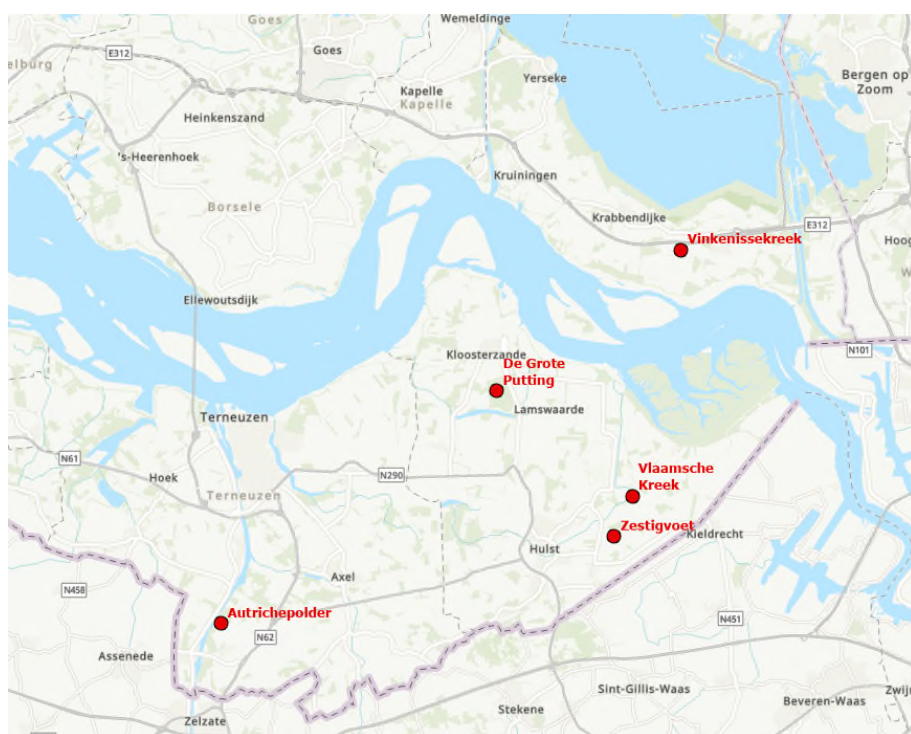 Goes
Wemeldinge
E312
Goes
elburg
Yerseke
Bergen op
Zoom
Kapelle
Kapelle
Heinkenszand
's-Heerenhoek
Kruiningen
Borsele
Krabbendijke
E312
Vinkenissekreek
Hoog
Ellewoutsdijk
N101
Kloosterzande
De Grote
Putting
Lamswaarde
Terneuzen
N61
Hoek
N290
Vlaamsche
Kreek
Terneuzen
Zestigvoet
Kieldrecht
Hulst
Axel
N458
Autrichepolder
N62
N451
Assenede
Sint-Gillis-Waas
Beveren-Waas
Zwijn
Stekene
Zelzate